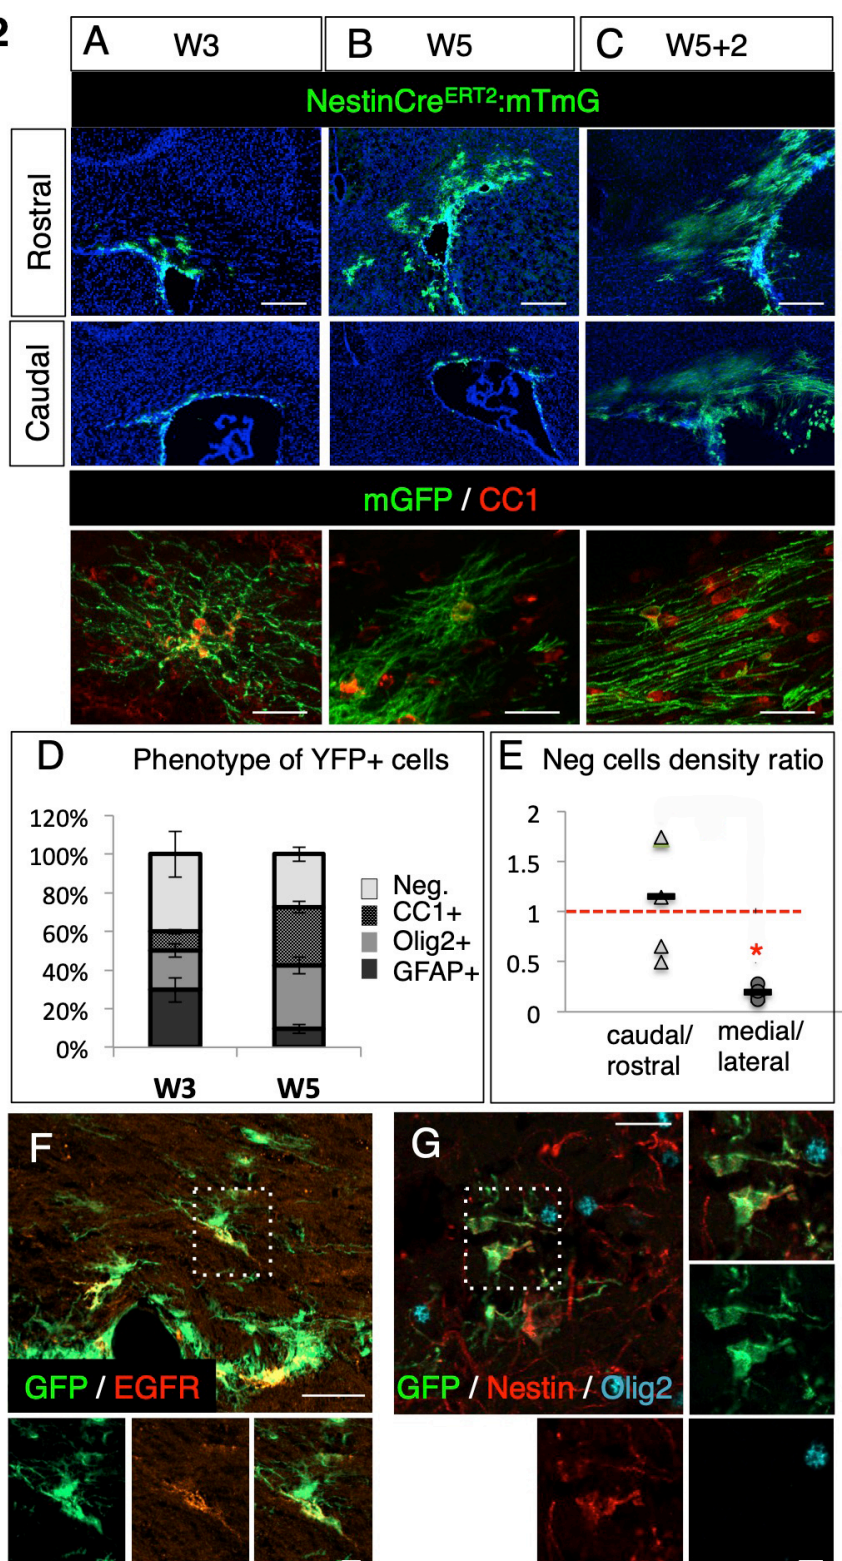 2
A W3
B W5
C W5+2
NestinCreERT2:mTmG
Rostral
Caudal
mGFP / CC1
D Phenotype of YFP+ cells
120%
100%
80%
60%
40%
20%
0%
W3
W5
Neg.
CC1+
Olig2+
GFAP+
E Neg cells density ratio
2
1.5
1
0.5
0
*
caudal/
rostral
medial/
lateral
F
GFP / EGFR
G
GFP / Nestin / Olig2